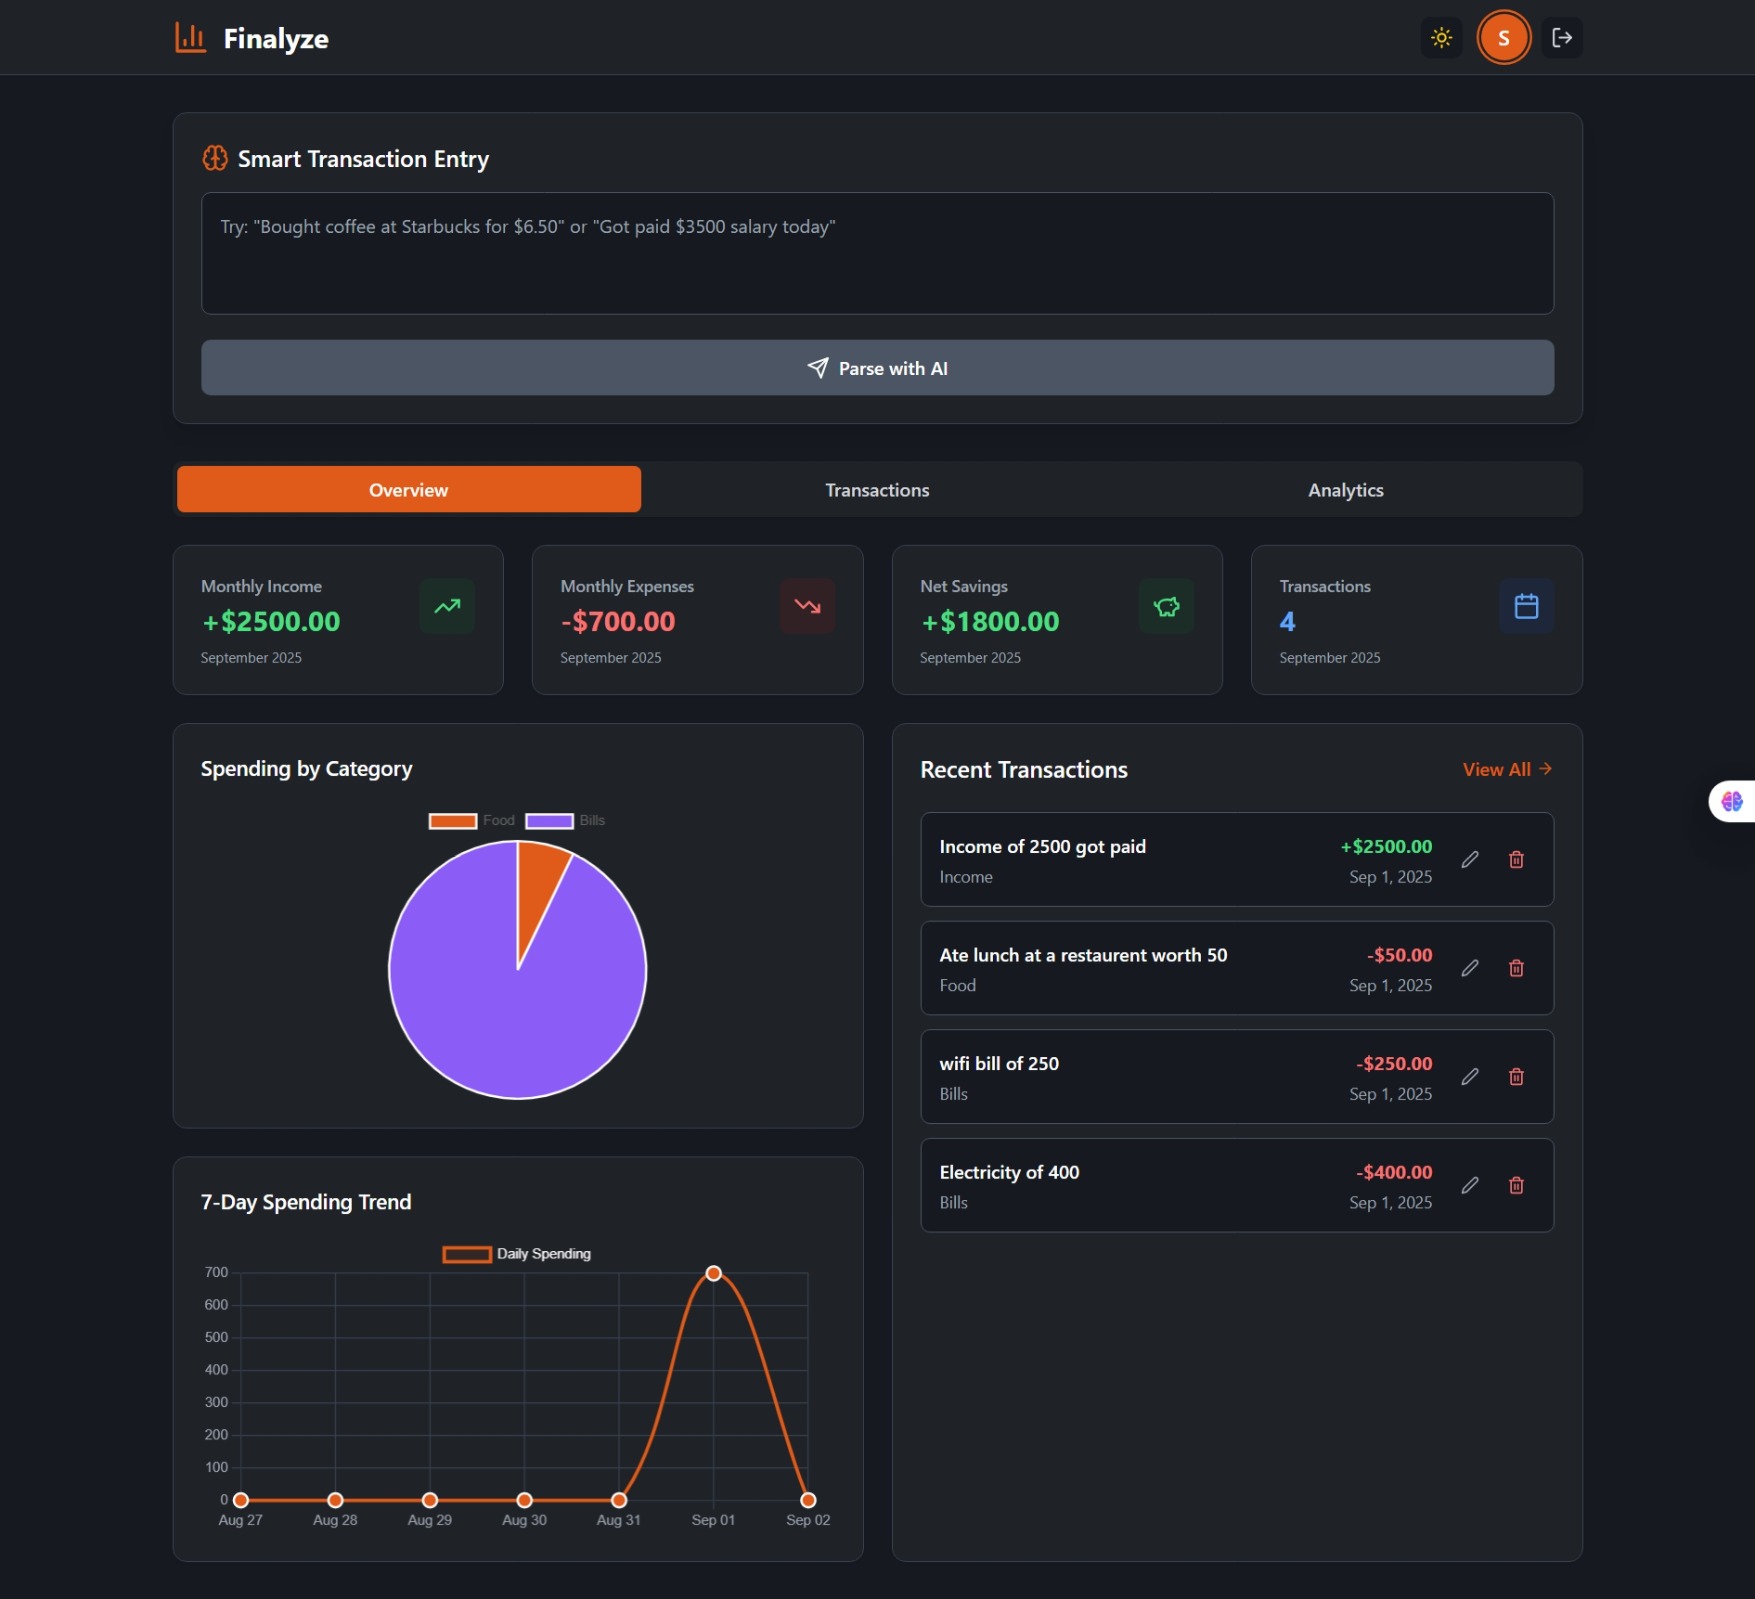 Finalyze
S
Smart Transaction Entry
Try: "Bought coffee at Starbucks for $6.50" or "Got paid $3500 salary today"
Parse with AI
Overview
Transactions
Analytics
Monthly Income
+$2500.00
September 2025
Monthly Expenses
-$700.00
September 2025
Net Savings
+$1800.00
September 2025
Transactions
4
September 2025
Spending by Category
Food
Bills
Recent Transactions
View All
Income of 2500 got paid
+$2500.00
Income
Sep 1, 2025
Ate lunch at a restaurent worth 50
-$50.00
Food
Sep 1, 2025
wifi bill of 250
-$250.00
Bills
Sep 1, 2025
Electricity of 400
-$400.00
Bills
Sep 1, 2025
7-Day Spending Trend
Daily Spending
700
600
500
400
300
200
100
0
Aug 27
Aug 28
Aug 29
Aug 30
Aug 31
Sep 01
Sep 02